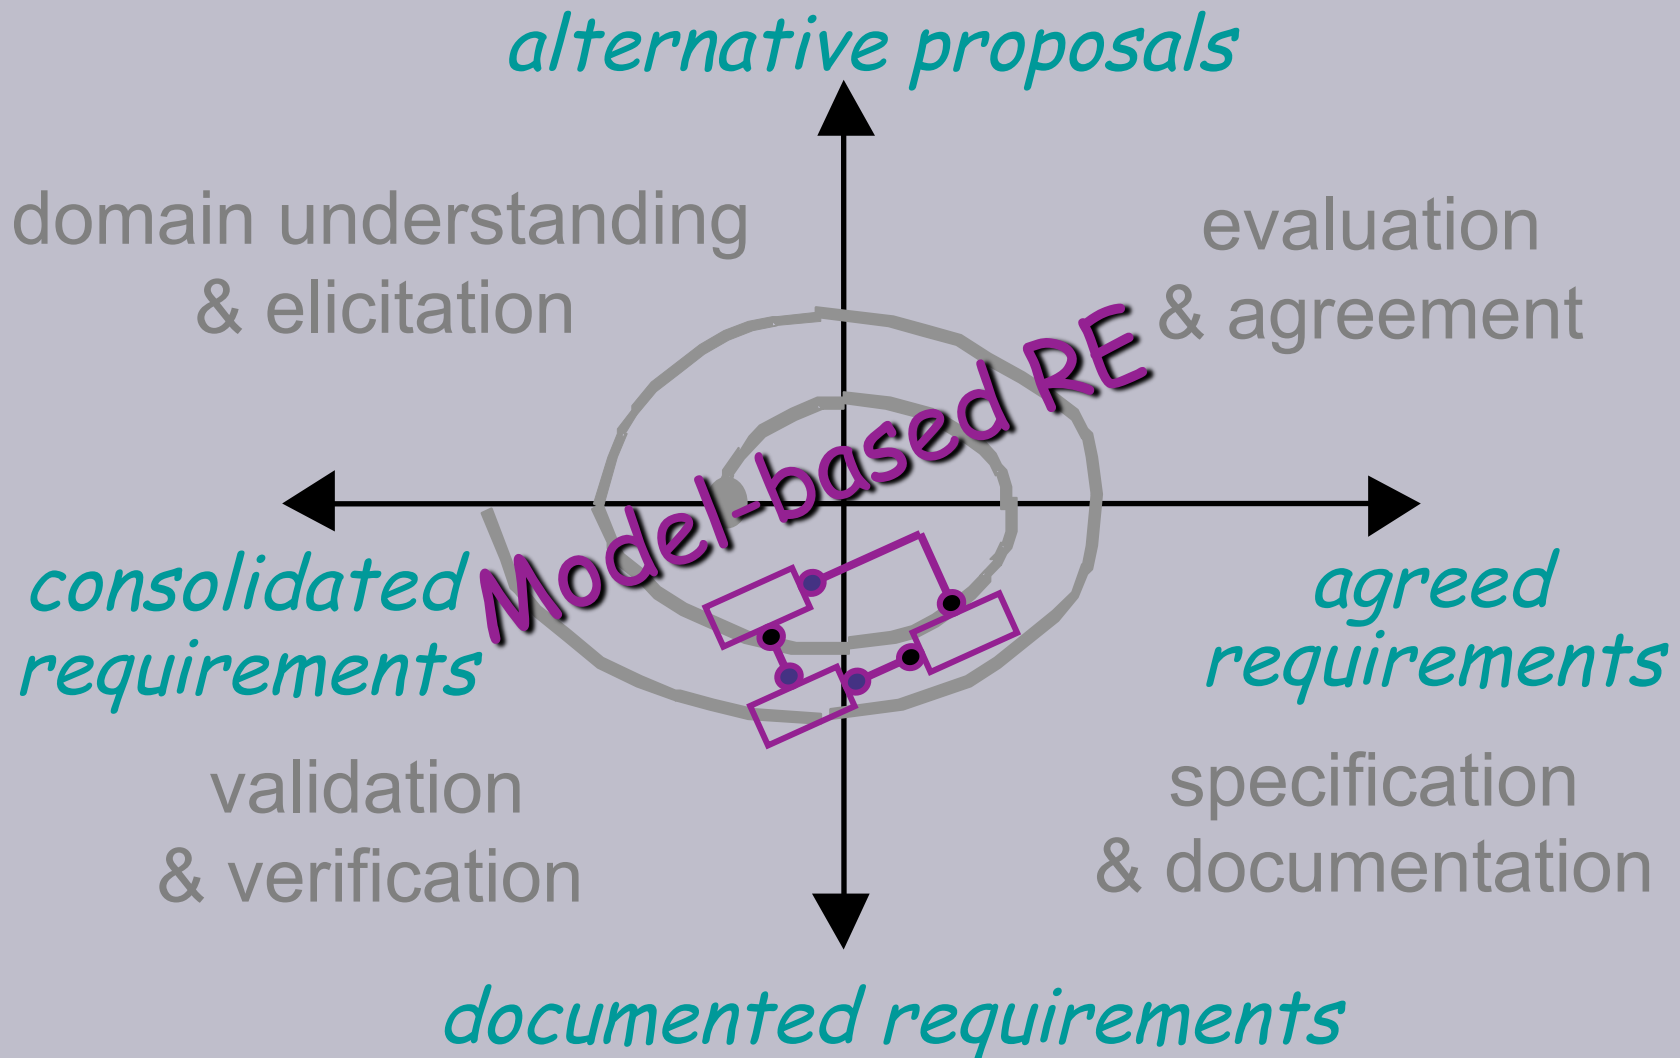 alternative proposals
domain understanding
& elicitation
evaluation
& agreement
Model-based RE
consolidated
requirements
agreed
requirements
validation
& verification
specification
& documentation
documented requirements